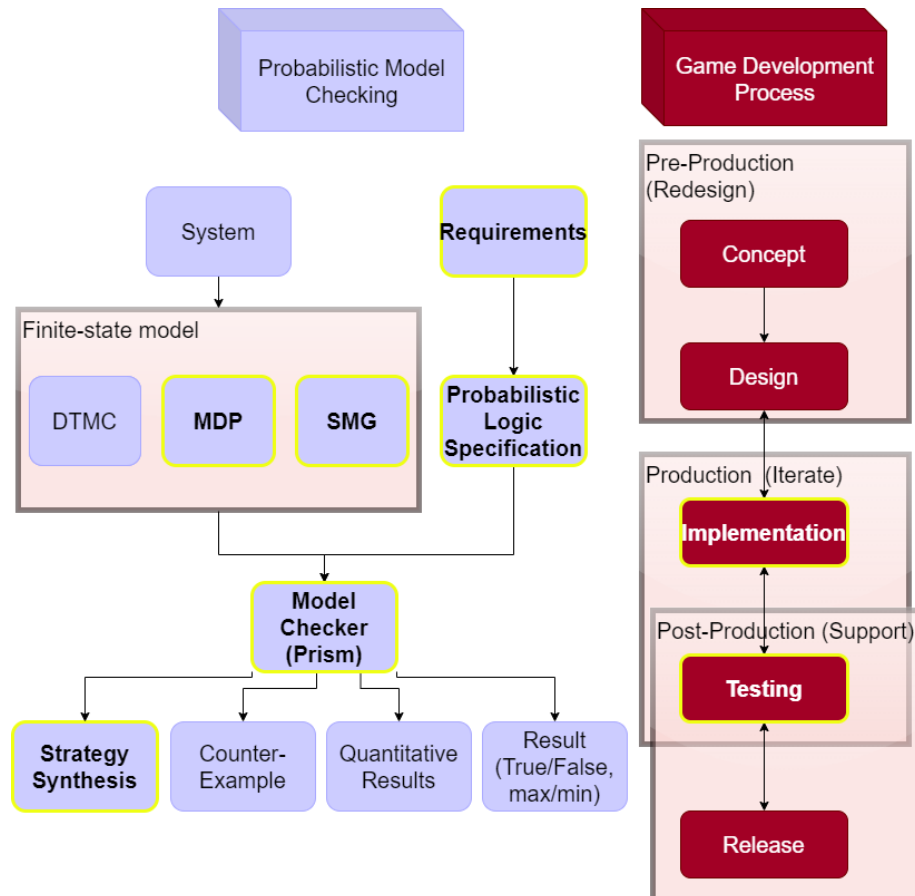 Probabilistic Model
Checking
Game Development
Process
System
Requirements
Finite-state model
DTMC
MDP
SMG
Probabilistic
Logic
Specification
Model
Checker
(Prism)
Strategy
Synthesis
Counter-
Example
Quantitative
Results
Result
(True/False,
max/min)
Pre-Production
(Redesign)
Concept
Design
Production (Iterate)
Implementation
Post-Production (Support)
Testing
Release